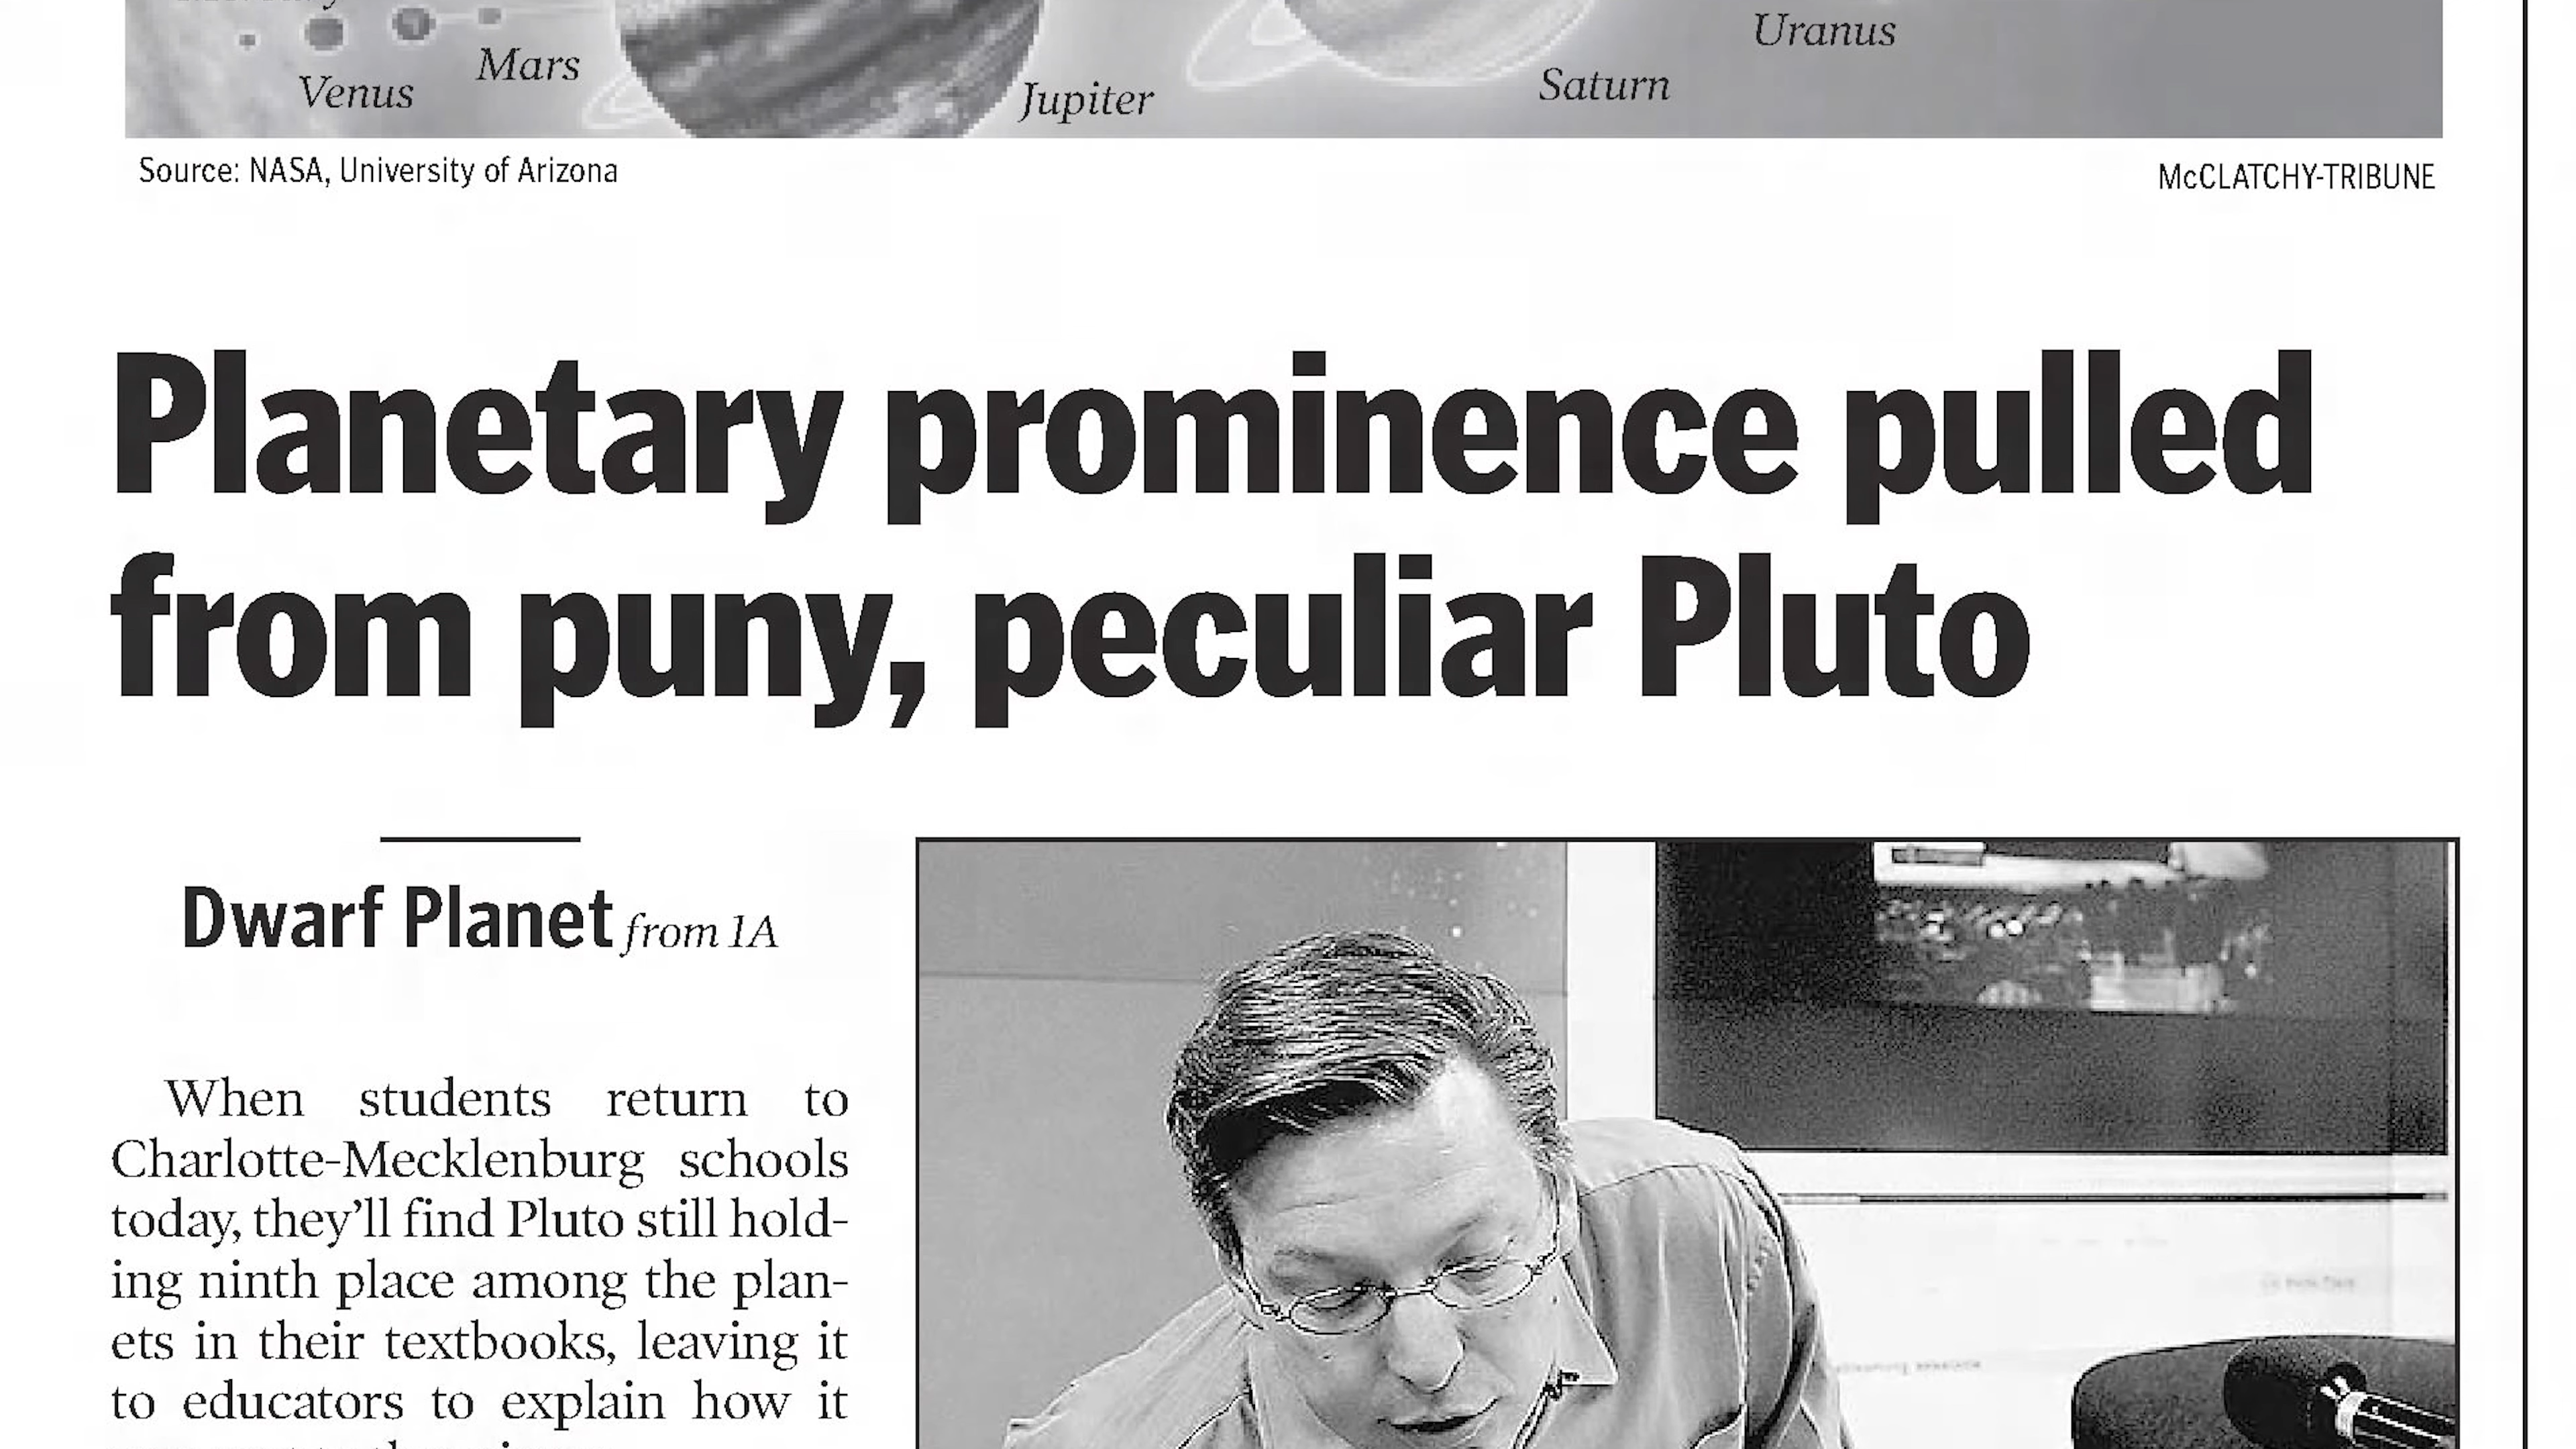 Venus
Mars
Jupiter
Saturn
Uranus
Source: NASA, University of Arizona
McCLATCHY-TRIBUNE
Planetary prominence pulled
from puny, peculiar Pluto
Dwarf Planet from 1A
When students return to
Charlotte-Mecklenburg schools
today, they'll find Pluto still hold-
ing ninth place among the plan-
ets in their textbooks, leaving it
to educators to explain how it